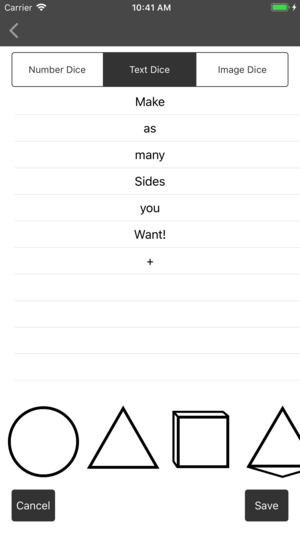 Carrier 10:41 AM
Number Dice Text Dice Image Dice
Make
as
many
Sides
you
Want!
+
Cancel Save